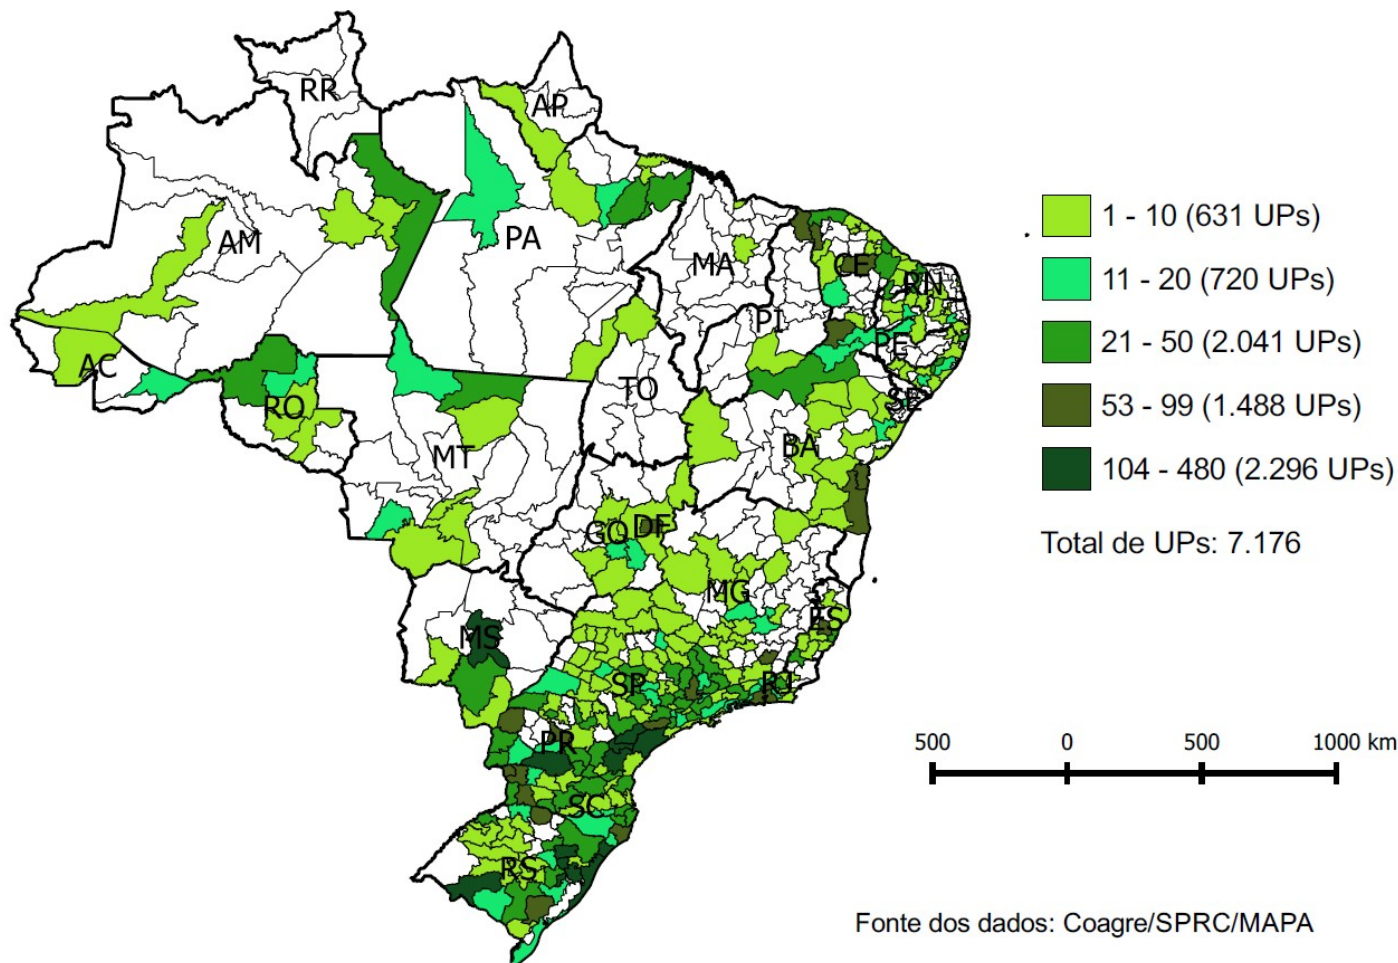 RR
AP
AM
PA
MA
CE
RN
PI
PE
AC
TO
SE
RO
BA
MT
GO
DF
MG
ES
MS
SP
RJ
PR
SC
RS
1 - 10 (631 UPs)
11 - 20 (720 UPs)
21 - 50 (2.041 UPs)
53 - 99 (1.488 UPs)
104 - 480 (2.296 UPs)
Total de UPs: 7.176
500 0 500 1000 km
Fonte dos dados: Coagre/SPRC/MAPA